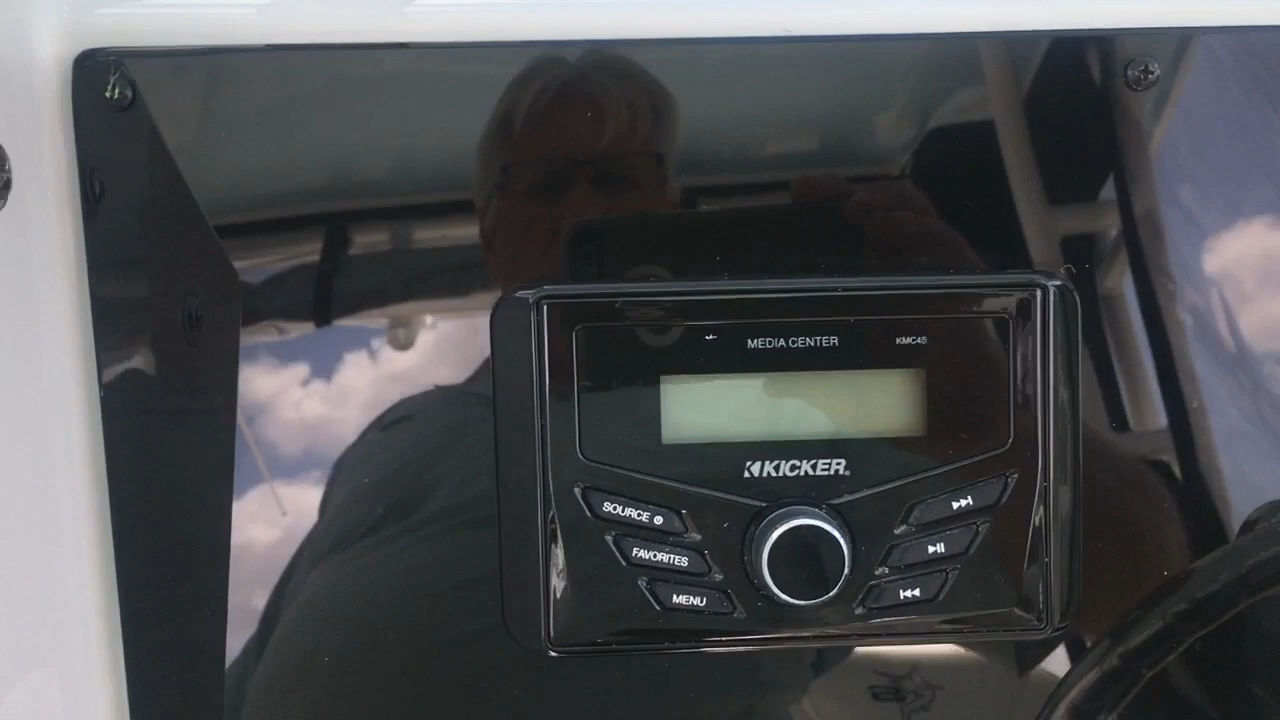 MEDIA CENTER
KMC45
KICKER
SOURCE
FAVORITES
MENU